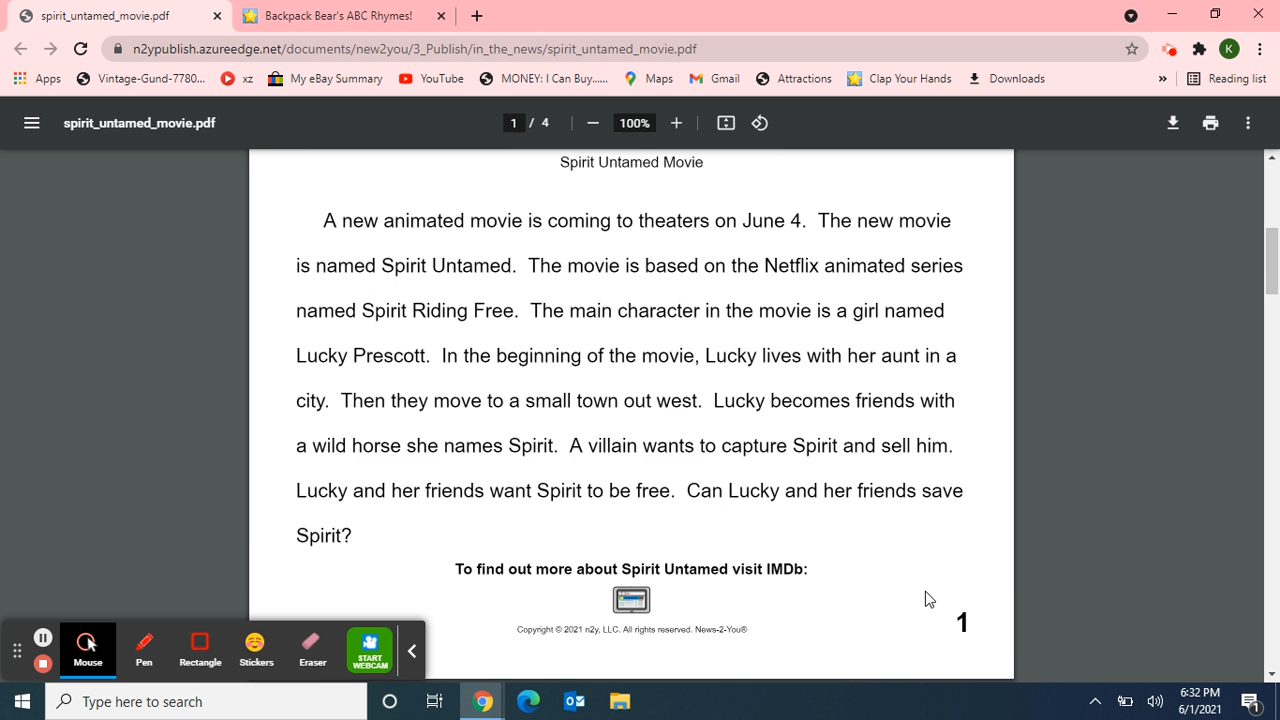 spirit_untamed_movie.pdf
Backpack Bear's ABC Rhymes!
n2ypublish.azureedge.net/documents/new2you/3_Publish/in_the_news/spirit_untamed_movie.pdf
K
Apps
Vintage-Gund-7780...
xz
My eBay Summary
YouTube
MONEY: I Can Buy......
Maps
Gmail
Attractions
Clap Your Hands
Downloads
»
Reading list
spirit_untamed_movie.pdf
1 / 4
100%
Spirit Untamed Movie
A new animated movie is coming to theaters on June 4. The new movie
is named Spirit Untamed. The movie is based on the Netflix animated series
named Spirit Riding Free. The main character in the movie is a girl named
Lucky Prescott. In the beginning of the movie, Lucky lives with her aunt in a
city. Then they move to a small town out west. Lucky becomes friends with
a wild horse she names Spirit. A villain wants to capture Spirit and sell him.
Lucky and her friends want Spirit to be free. Can Lucky and her friends save
Spirit?
To find out more about Spirit Untamed visit IMDb:
1
Copyright © 2021 n2y, LLC. All rights reserved. News-2-You®
Mouse
Pen
Rectangle
Stickers
Eraser
START
WEBCAM
Type here to search
6:32 PM
6/1/2021
1